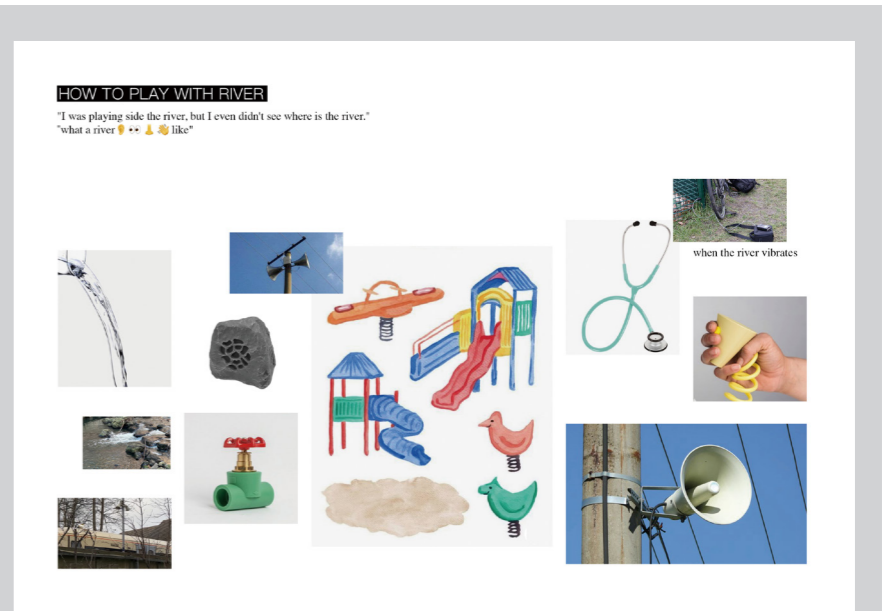 HOW TO PLAY WITH RIVER
"I was playing side the river, but I even didn't see where is the river."
"what a river👂👀👃👋 like"
when the river vibrates